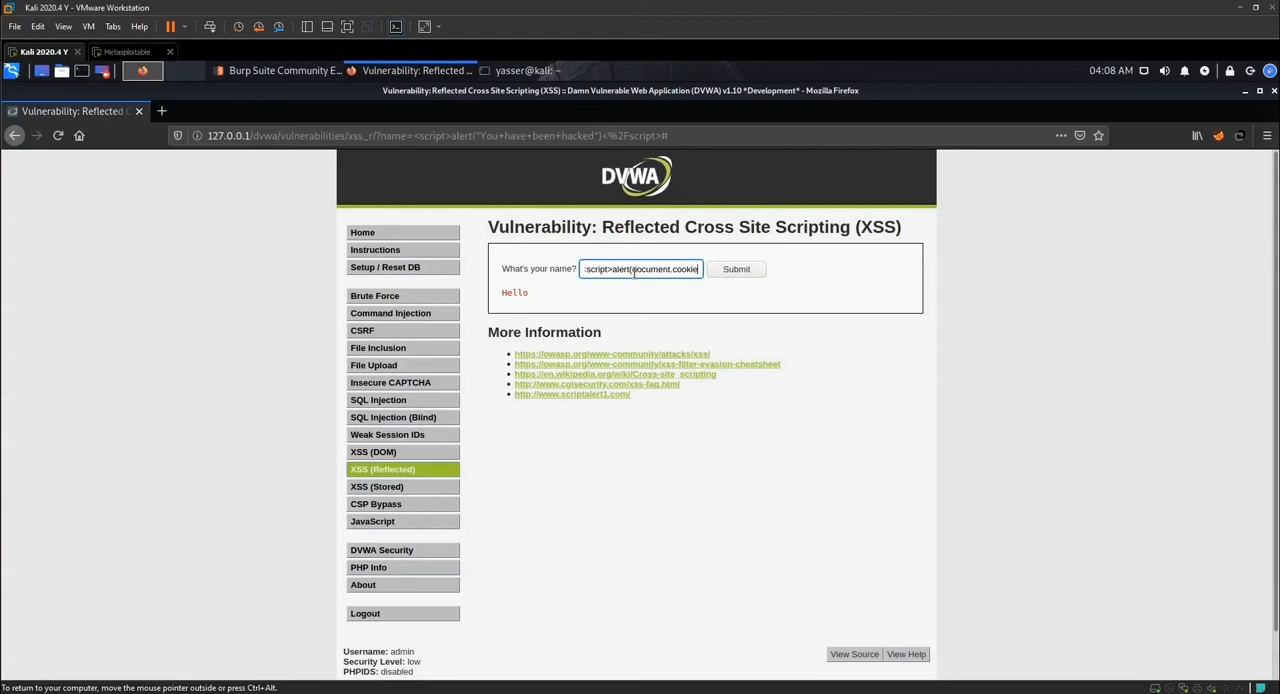 Kali 2020.4 Y - VMware Workstation
File Edit View VM Tabs Help
Kali 2020.4 Y Metasploitable
Burp Suite Community E... Vulnerability: Reflected ... yasser@kali: ~ 04:08 AM
Vulnerability: Reflected Cross Site Scripting (XSS) :: Damn Vulnerable Web Application (DVWA) v1.10 *Development* - Mozilla Firefox
Vulnerability: Reflected C
127.0.0.1/dvwa/vulnerabilities/xss_r/?name=<script>alert("You+have+been+hacked")<%2Fscript>#
DVWA
Vulnerability: Reflected Cross Site Scripting (XSS)
What's your name? script>alert(document.cookie Submit
Hello
More Information
https://owasp.org/www-community/attacks/xss/
https://owasp.org/www-community/xss-filter-evasion-cheatsheet
https://en.wikipedia.org/wiki/Cross-site_scripting
http://www.cgisecurity.com/xss-faq.html
http://www.scriptalert1.com/
Home
Instructions
Setup / Reset DB
Brute Force
Command Injection
CSRF
File Inclusion
File Upload
Insecure CAPTCHA
SQL Injection
SQL Injection (Blind)
Weak Session IDs
XSS (DOM)
XSS (Reflected)
XSS (Stored)
CSP Bypass
JavaScript
DVWA Security
PHP Info
About
Logout
Username: admin
Security Level: low
PHPIDS: disabled
View Source View Help
To return to your computer, move the mouse pointer outside or press Ctrl+Alt.